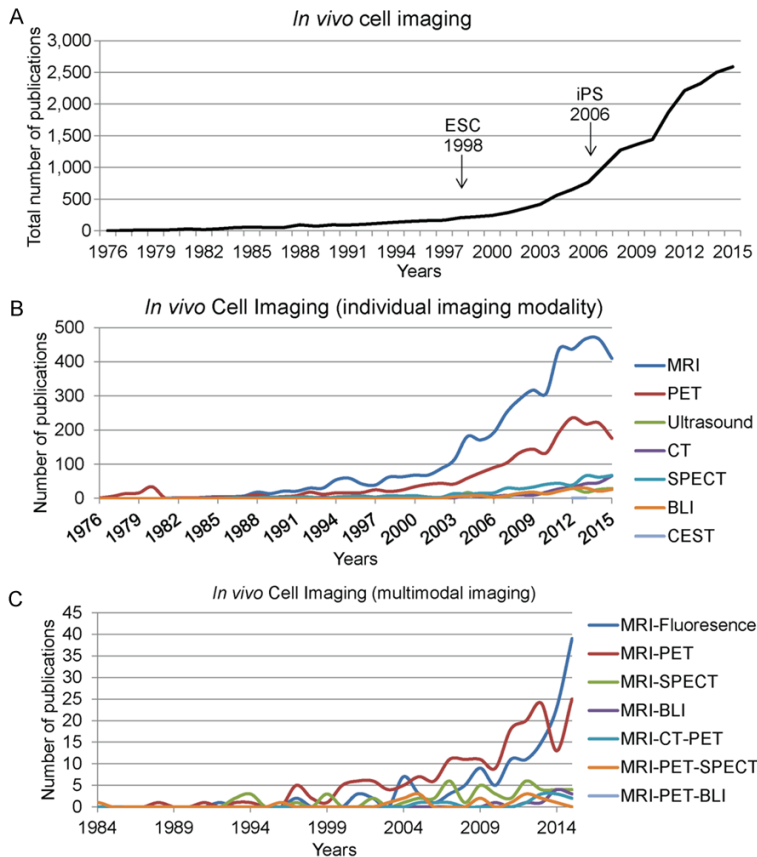 A
In vivo cell imaging
Total number of publications
3,000
2,500
2,000
1,500
1,000
500
0
ESC
1998
iPS
2006
1976 1979 1982 1985 1988 1991 1994 1997 2000 2003 2006 2009 2012 2015
Years
B
In vivo Cell Imaging (individual imaging modality)
Number of publications
500
400
300
200
100
0
1976 1979 1982 1985 1988 1991 1994 1997 2000 2003 2006 2009 2012 2015
Years
MRI
PET
Ultrasound
CT
SPECT
BLI
CEST
C
In vivo Cell Imaging (multimodal imaging)
Number of publications
45
40
35
30
25
20
15
10
5
0
1984 1989 1994 1999 2004 2009 2014
Years
MRI-Fluoresence
MRI-PET
MRI-SPECT
MRI-BLI
MRI-CT-PET
MRI-PET-SPECT
MRI-PET-BLI